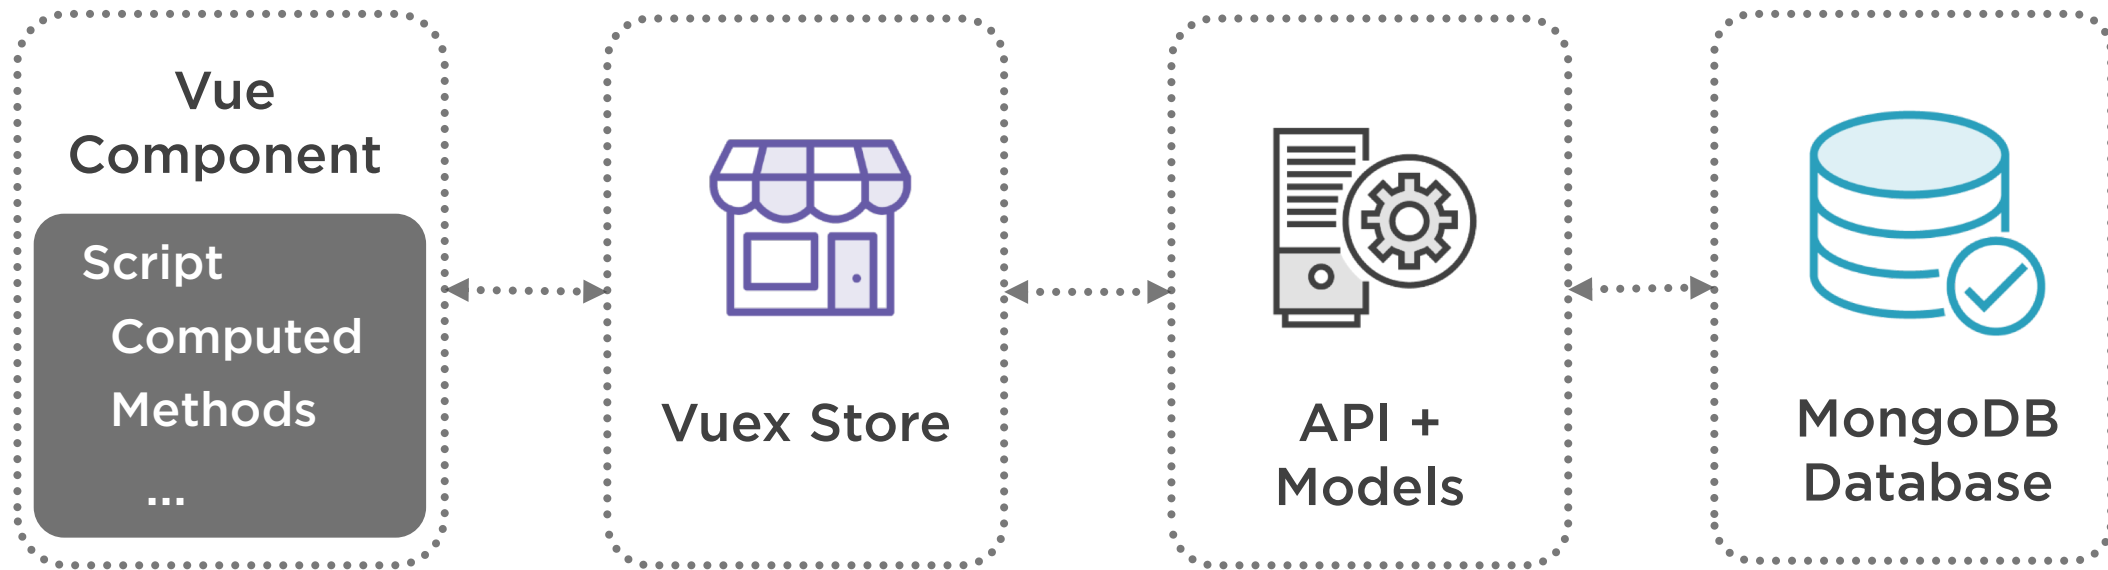 Vue
Component
Script
Computed
Methods
...
Vuex Store
API +
Models
MongoDB
Database